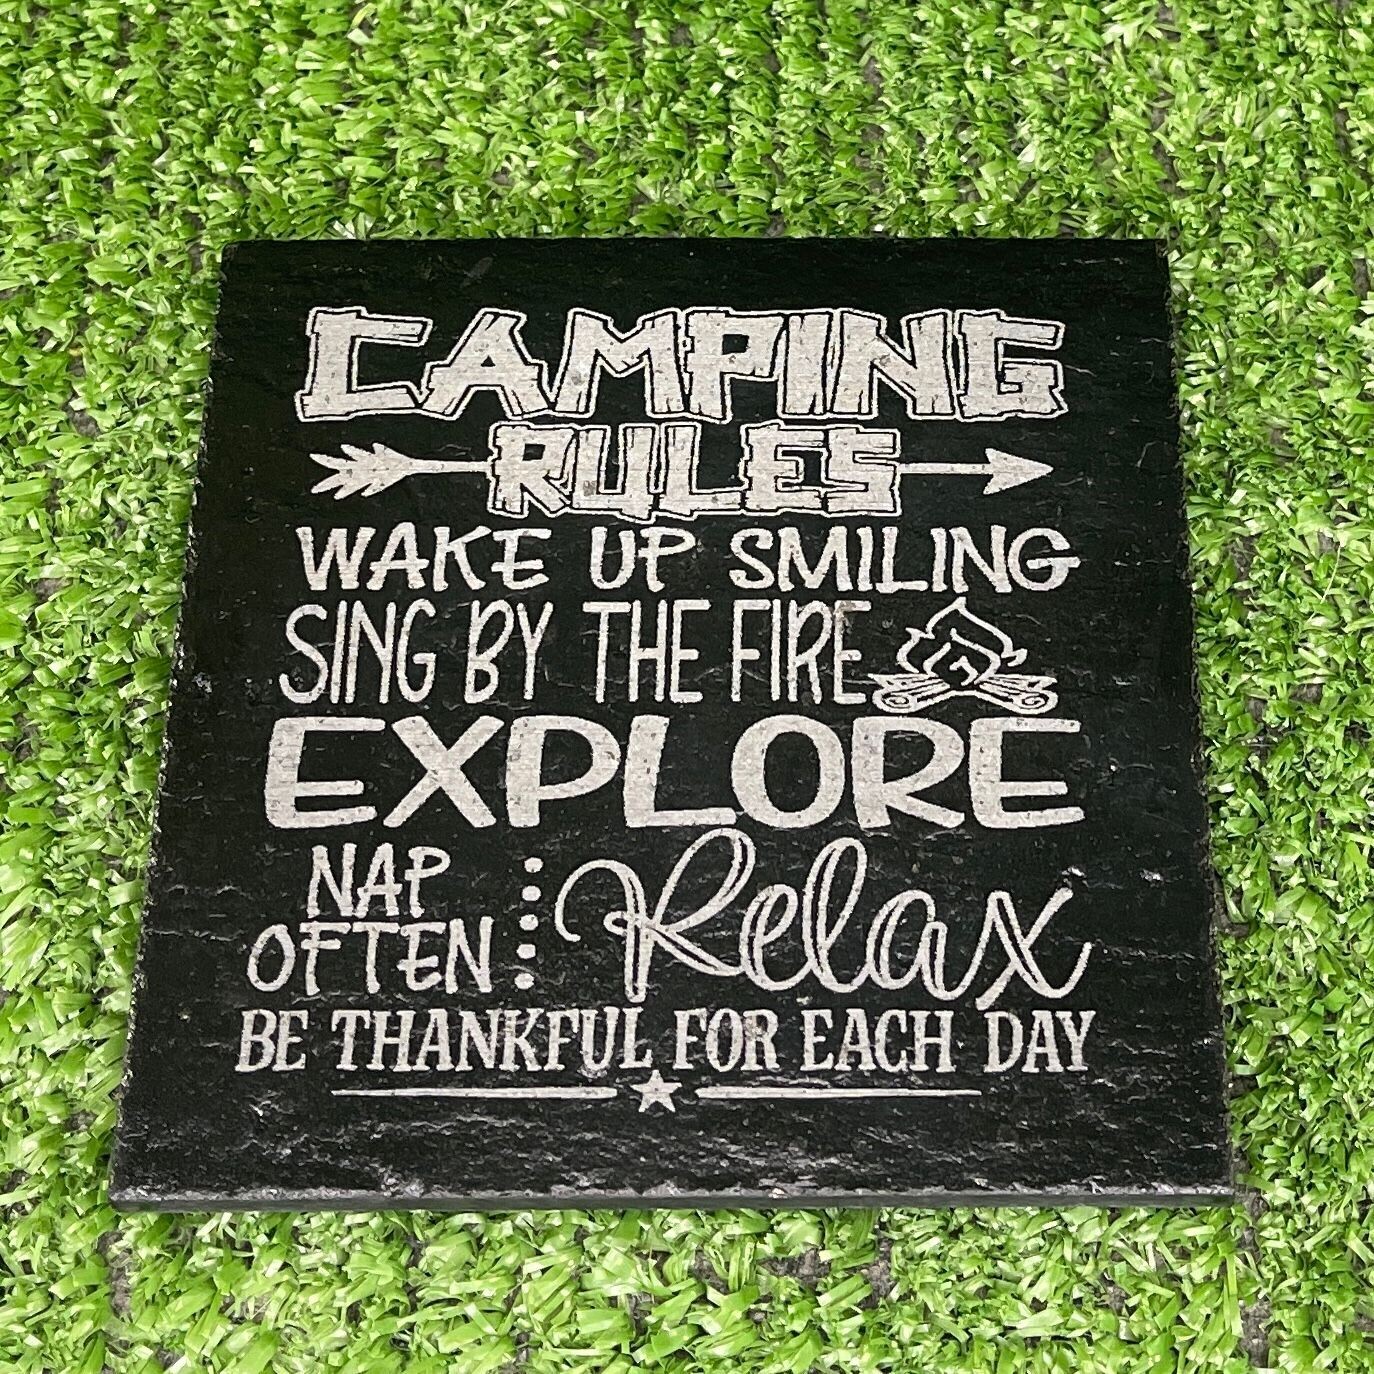 CAMPING
RULES
WAKE UP SMILING
SING BY THE FIRE
EXPLORE
NAP
OFTEN
Relax
BE THANKFUL FOR EACH DAY